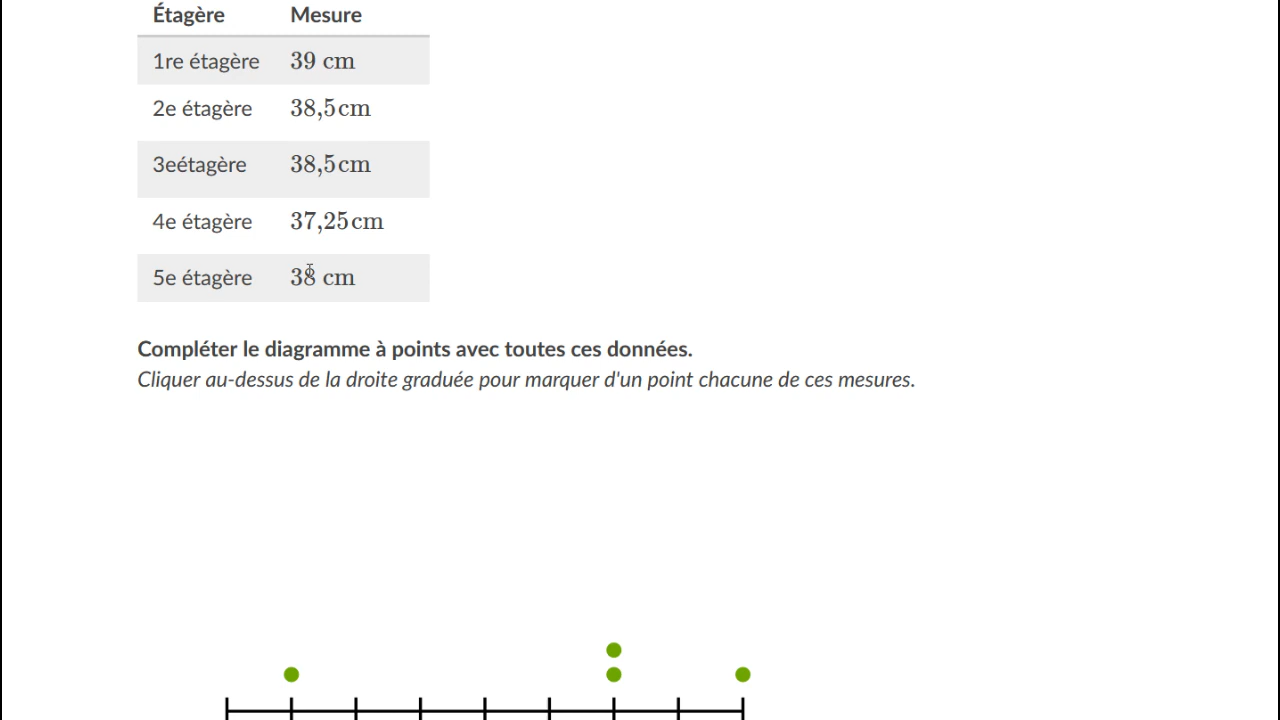 Étagère Mesure
1re étagère 39 cm
2e étagère 38,5cm
3eétagère 38,5cm
4e étagère 37,25cm
5e étagère 38 cm
Compléter le diagramme à points avec toutes ces données.
Cliquer au-dessus de la droite graduée pour marquer d'un point chacune de ces mesures.